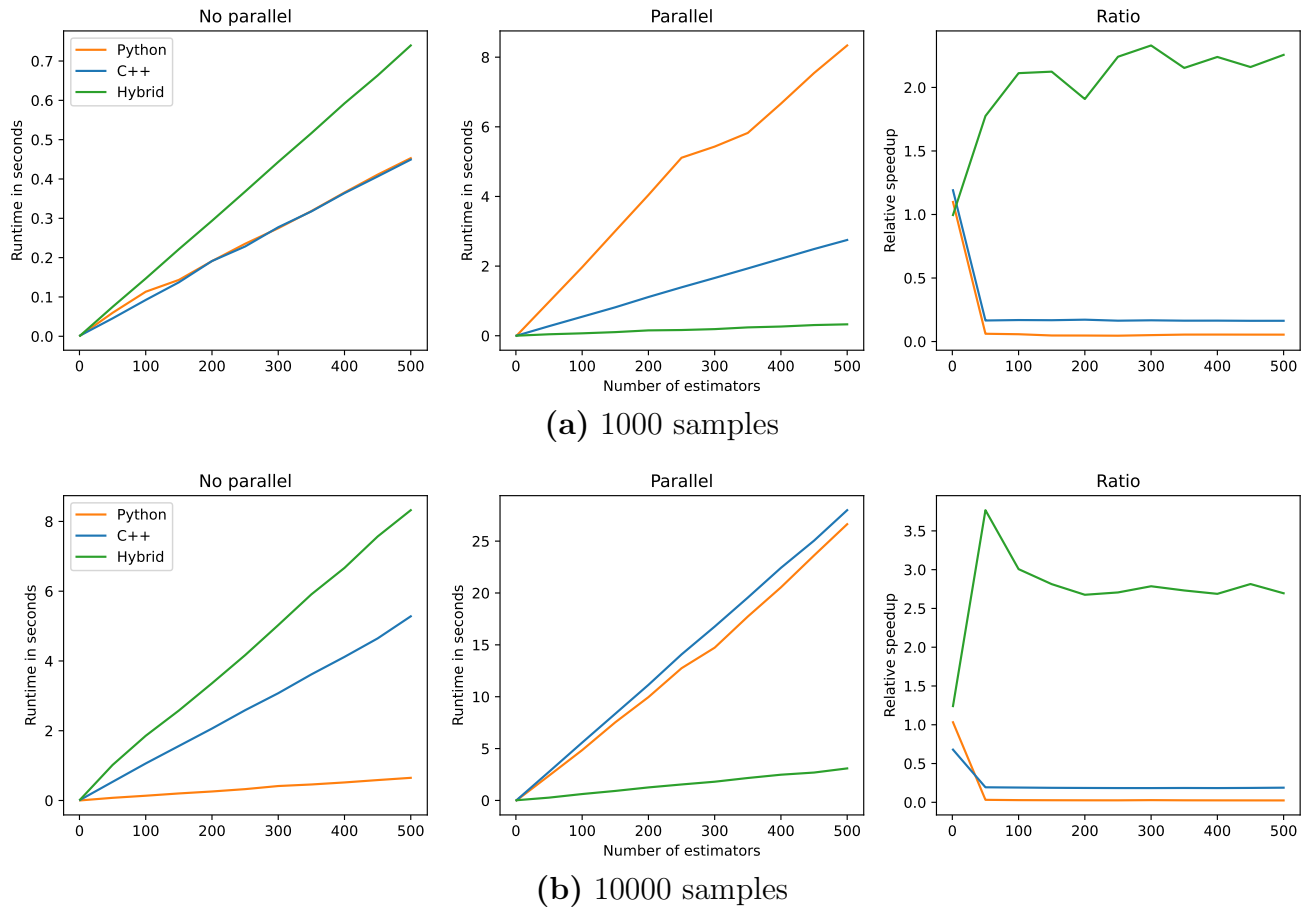 No parallel
Parallel
Ratio
Python
C++
Hybrid
Runtime in seconds
0.0
0.1
0.2
0.3
0.4
0.5
0.6
0.7
0 100 200 300 400 500
Runtime in seconds
0
2
4
6
8
0 100 200 300 400 500
Number of estimators
Relative speedup
0.0
0.5
1.0
1.5
2.0
0 100 200 300 400 500
(a) 1000 samples
No parallel
Parallel
Ratio
Python
C++
Hybrid
Runtime in seconds
0
2
4
6
8
0 100 200 300 400 500
Runtime in seconds
0
5
10
15
20
25
0 100 200 300 400 500
Number of estimators
Relative speedup
0.0
0.5
1.0
1.5
2.0
2.5
3.0
3.5
0 100 200 300 400 500
(b) 10000 samples